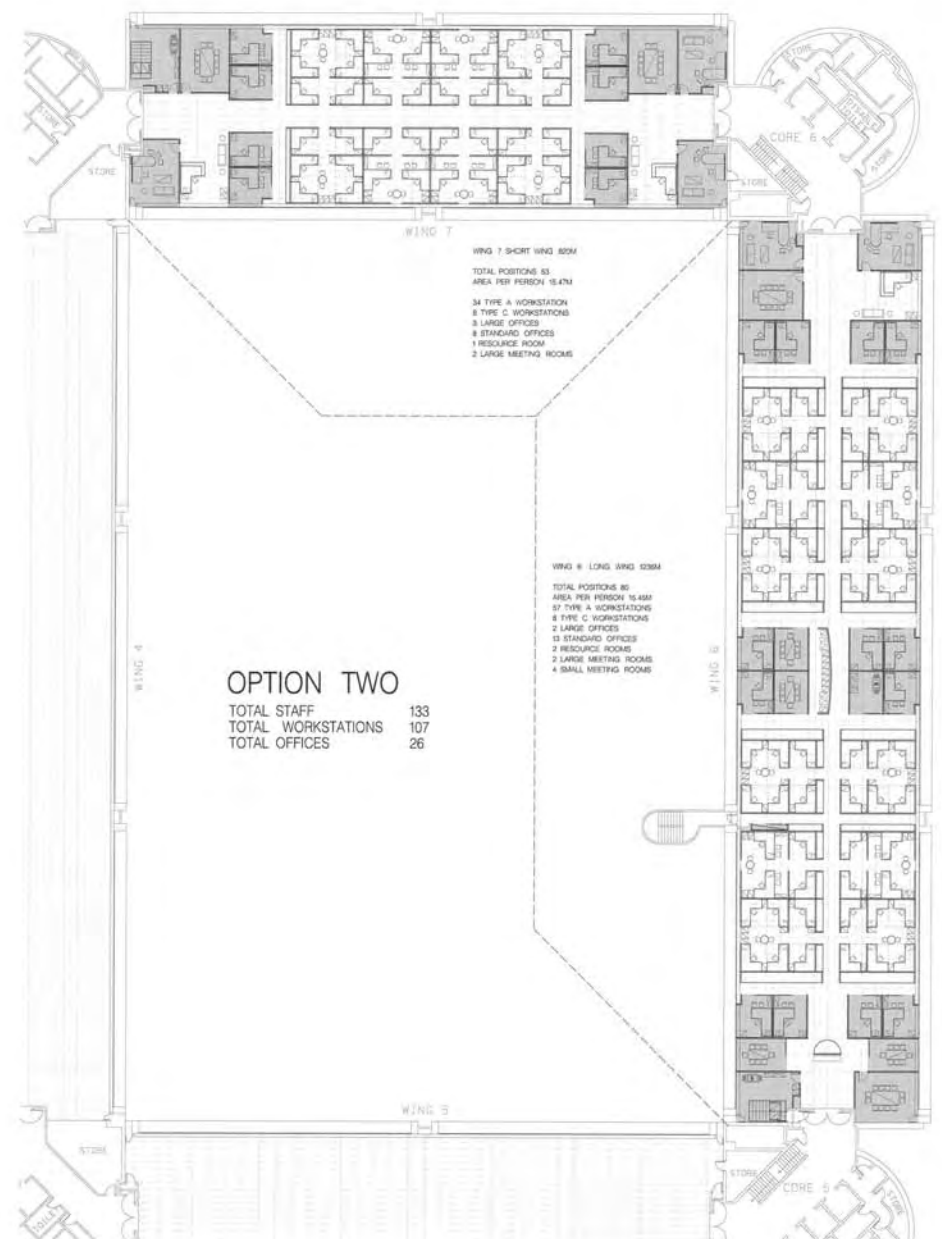 STORE
STORE
STORE
CORE 6
STORE
STORE
STORE
WING 7
WING 7 SHORT WING 820M
TOTAL POSITIONS 53
AREA PER PERSON 15.47M
34 TYPE A WORKSTATION
8 TYPE C WORKSTATIONS
3 LARGE OFFICES
8 STANDARD OFFICES
1 RESOURCE ROOM
2 LARGE MEETING ROOMS
WING 6 LONG WING 1236M
TOTAL POSITIONS 80
AREA PER PERSON 15.45M
57 TYPE A WORKSTATIONS
8 TYPE C WORKSTATIONS
2 LARGE OFFICES
13 STANDARD OFFICES
2 RESOURCE ROOMS
2 LARGE MEETING ROOMS
4 SMALL MEETING ROOMS
WING 4
WING 6
OPTION TWO
TOTAL STAFF 133
TOTAL WORKSTATIONS 107
TOTAL OFFICES 26
WING 5
STORE
STORE
CORE 5
STORE